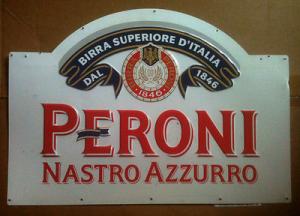 BIRRA SUPERIORE D'ITALIA
DAL 1846
1846
PERONI
NASTRO AZZURRO